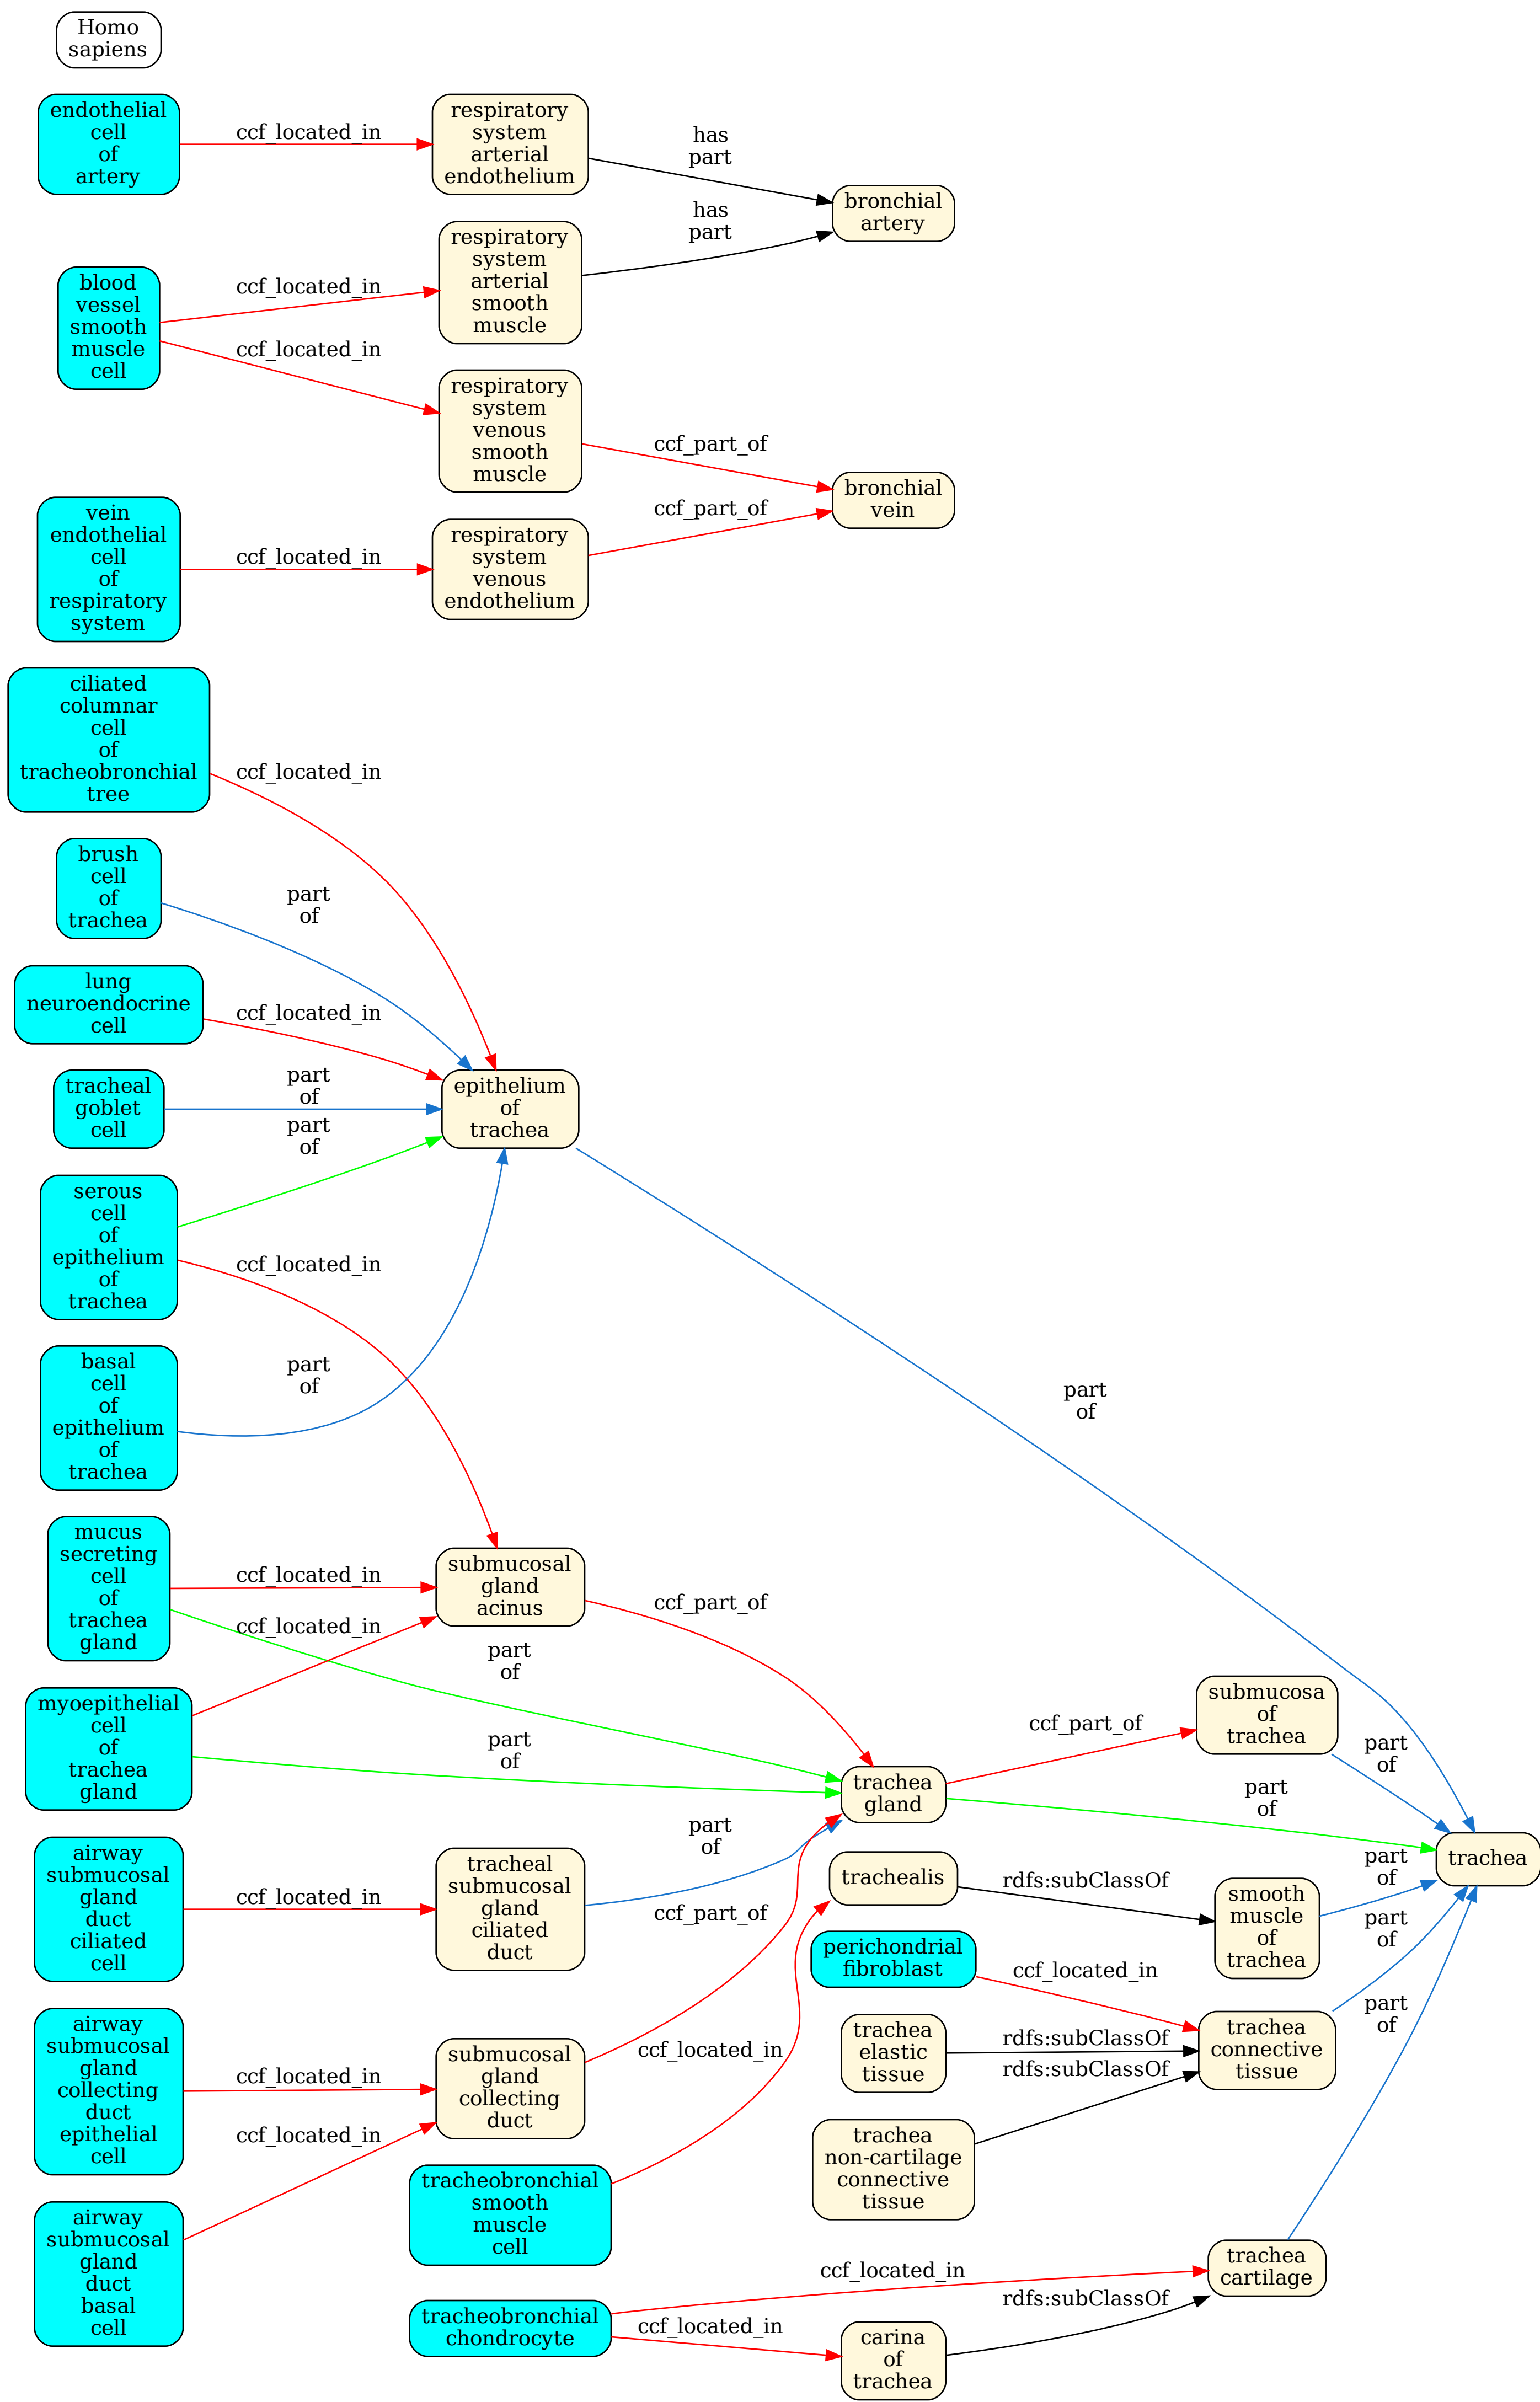 Homo
sapiens
endothelial
cell
of
artery
ccf_located_in
respiratory
system
arterial
endothelium
has
part
bronchial
artery
blood
vessel
smooth
muscle
cell
ccf_located_in
ccf_located_in
respiratory
system
arterial
smooth
muscle
has
part
respiratory
system
venous
smooth
muscle
ccf_part_of
bronchial
vein
vein
endothelial
cell
of
respiratory
system
ccf_located_in
respiratory
system
venous
endothelium
ccf_part_of
ciliated
columnar
cell
of
tracheobronchial
tree
ccf_located_in
brush
cell
of
trachea
part
of
lung
neuroendocrine
cell
ccf_located_in
tracheal
goblet
cell
part
of
epithelium
of
trachea
part
of
serous
cell
of
epithelium
of
trachea
part
of
ccf_located_in
basal
cell
of
epithelium
of
trachea
part
of
mucus
secreting
cell
of
trachea
gland
ccf_located_in
part
of
submucosal
gland
acinus
ccf_part_of
myoepithelial
cell
of
trachea
gland
ccf_located_in
part
of
trachea
gland
ccf_part_of
part
of
submucosa
of
trachea
part
of
trachea
airway
submucosal
gland
duct
ciliated
cell
ccf_located_in
tracheal
submucosal
gland
ciliated
duct
part
of
trachealis
rdfs:subClassOf
smooth
muscle
of
trachea
part
of
perichondrial
fibroblast
ccf_located_in
trachea
connective
tissue
part
of
airway
submucosal
gland
collecting
duct
epithelial
cell
ccf_located_in
submucosal
gland
collecting
duct
ccf_part_of
trachea
elastic
tissue
rdfs:subClassOf
trachea
non-cartilage
connective
tissue
rdfs:subClassOf
airway
submucosal
gland
duct
basal
cell
ccf_located_in
tracheobronchial
smooth
muscle
cell
ccf_located_in
tracheobronchial
chondrocyte
ccf_located_in
ccf_located_in
carina
of
trachea
rdfs:subClassOf
trachea
cartilage
part
of